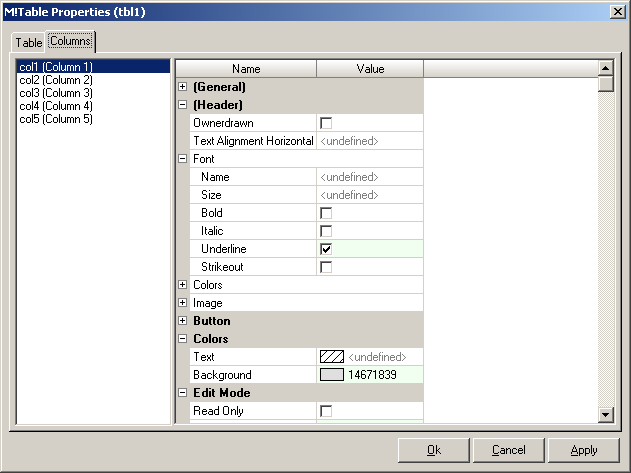 M!Table Properties (tbl1)
Table Columns
col1 (Column 1)
col2 (Column 2)
col3 (Column 3)
col4 (Column 4)
col5 (Column 5)
Name Value
(General)
(Header)
Ownerdrawn
Text Alignment Horizontal <undefined>
Font
Name <undefined>
Size <undefined>
Bold
Italic
Underline
Strikeout
Colors
Image
Button
Colors
Text <undefined>
Background 14671839
Edit Mode
Read Only
Ok Cancel Apply